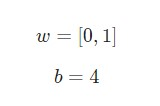 w = [0, 1]
b = 4